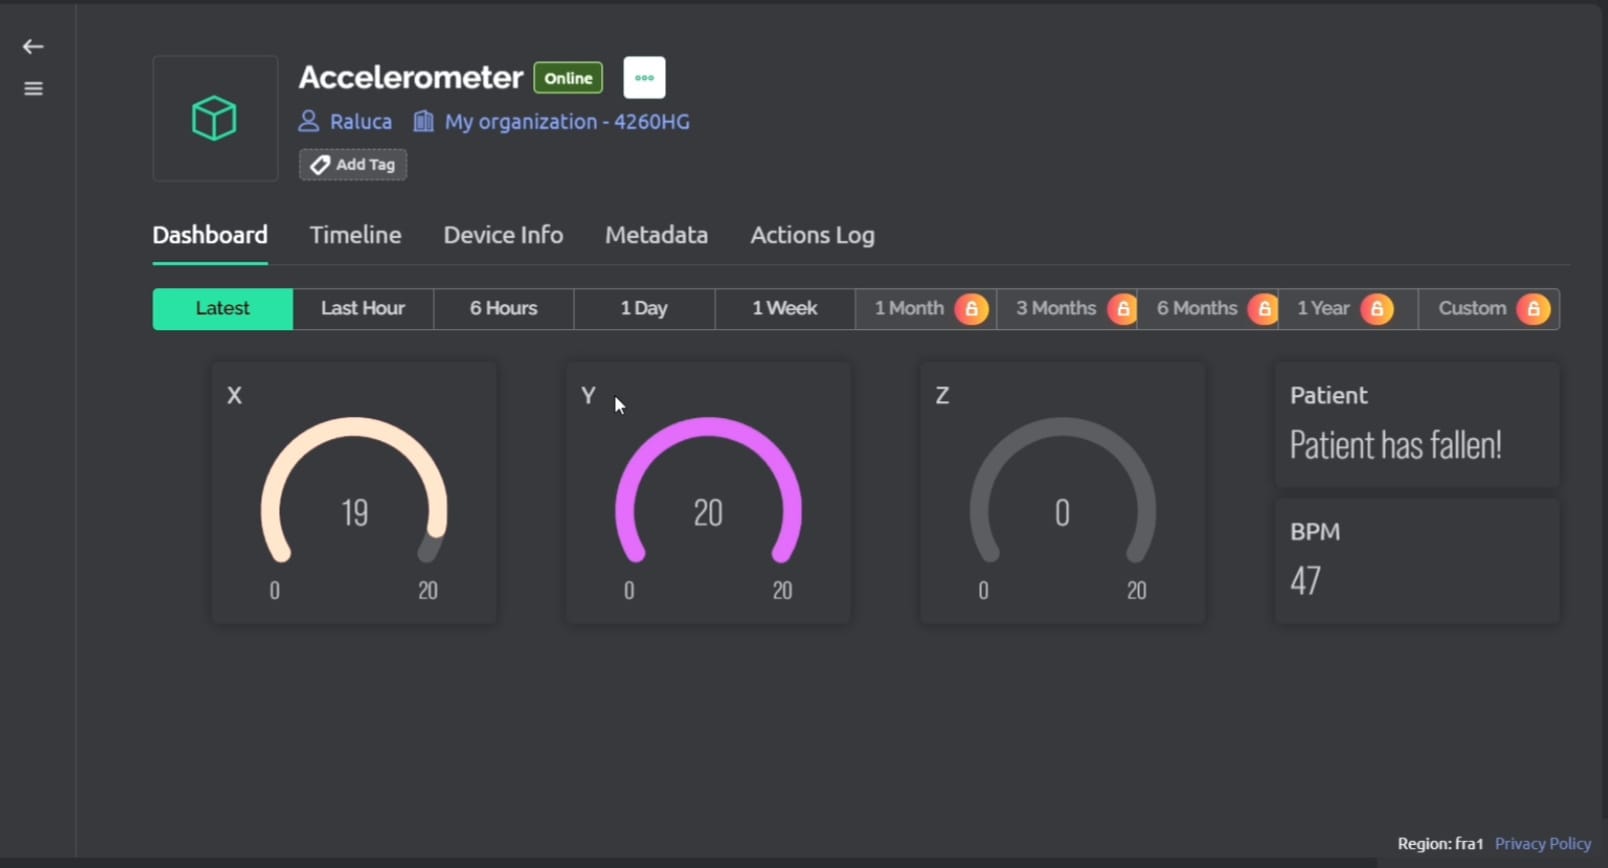 Accelerometer Online
Raluca My organization - 4260HG
Add Tag
Dashboard Timeline Device Info Metadata Actions Log
Latest Last Hour 6 Hours 1 Day 1 Week 1 Month 3 Months 6 Months 1 Year Custom
X
19
0 20
Y
20
0 20
Z
0
0 20
Patient
Patient has fallen!
BPM
47
Region: fra1 Privacy Policy